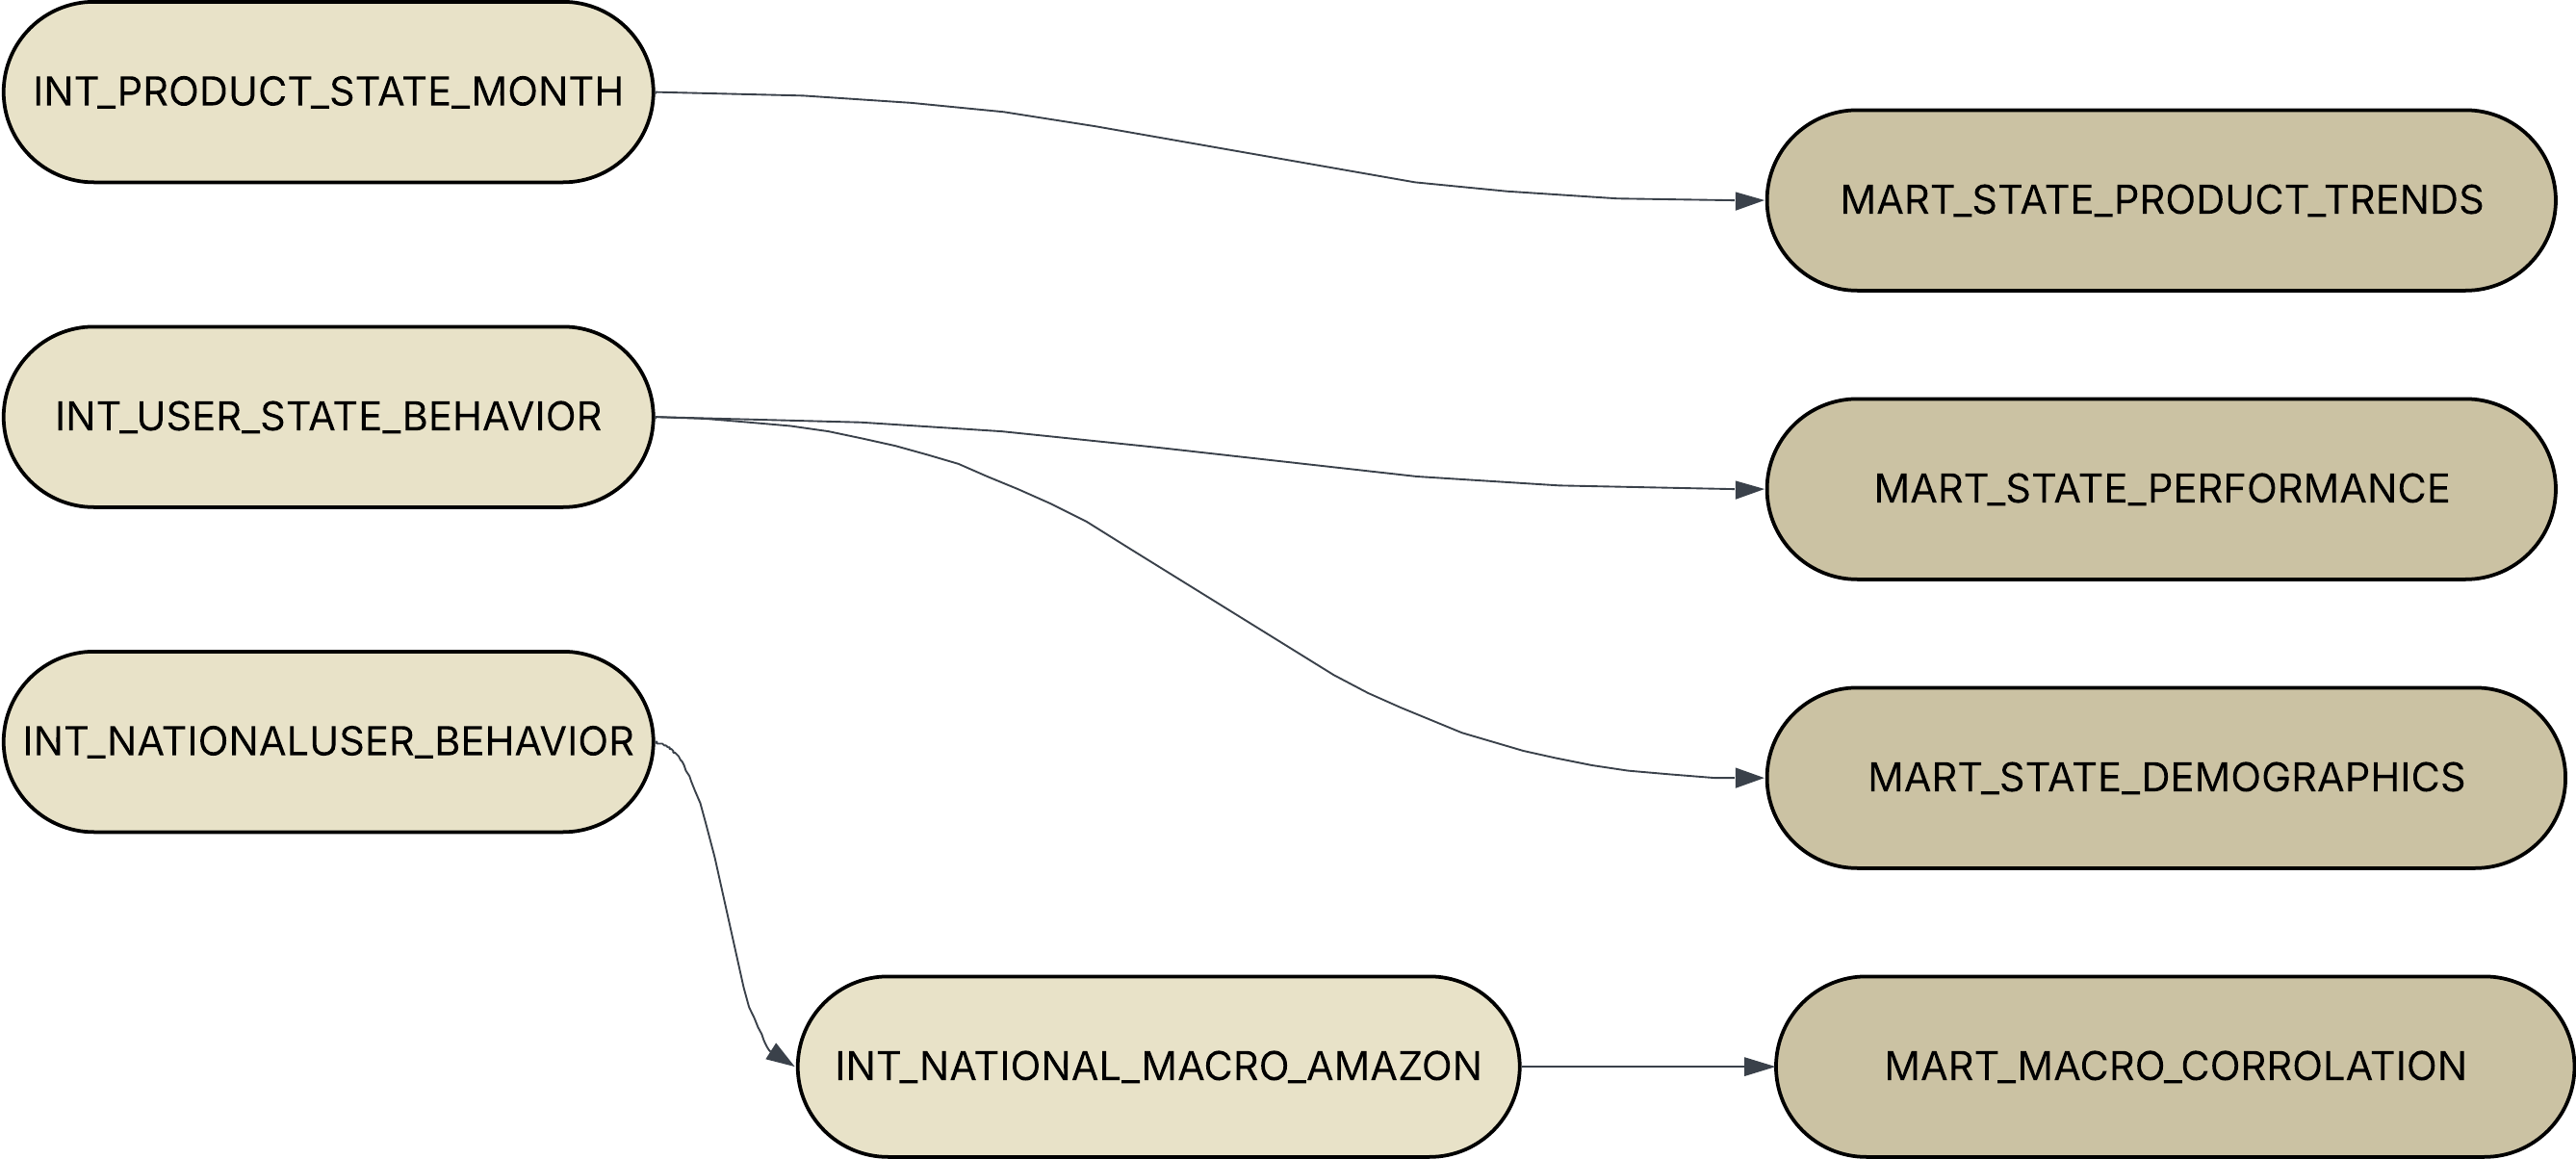 INT_PRODUCT_STATE_MONTH
MART_STATE_PRODUCT_TRENDS
INT_USER_STATE_BEHAVIOR
MART_STATE_PERFORMANCE
INT_NATIONALUSER_BEHAVIOR
MART_STATE_DEMOGRAPHICS
INT_NATIONAL_MACRO_AMAZON
MART_MACRO_CORROLATION